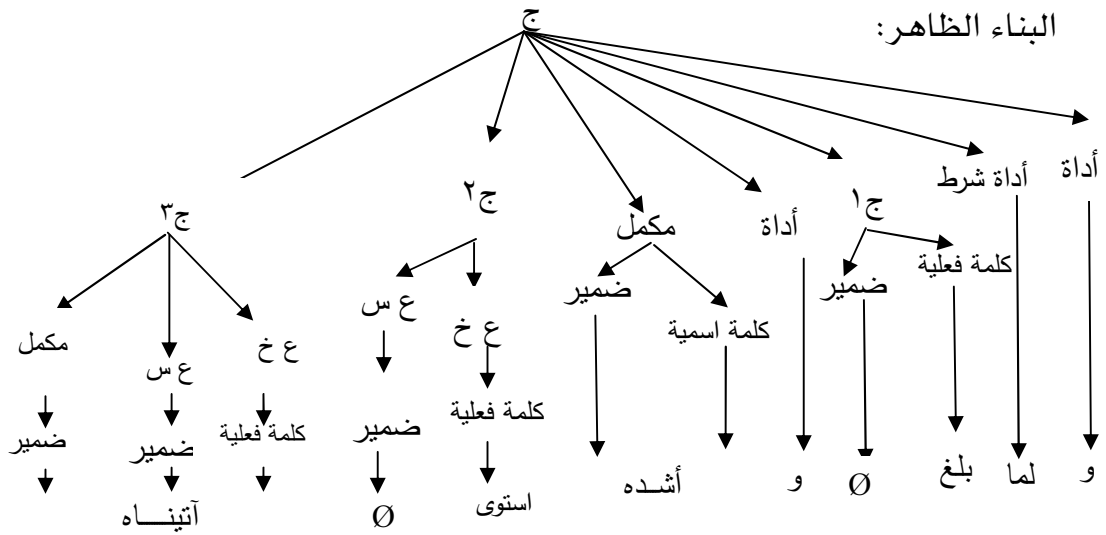 البناء الظاهر:
ج
أداة أداة شرط ج١ أداة مكمل ج٢ ج٣
كلمة فعلية ضمير كلمة اسمية ضمير ع خ ع س ع خ ع س مكمل
كلمة فعلية ضمير كلمة فعلية ضمير ضمير
و لما بلغ Ø و أشـده استوى Ø آتينــاه